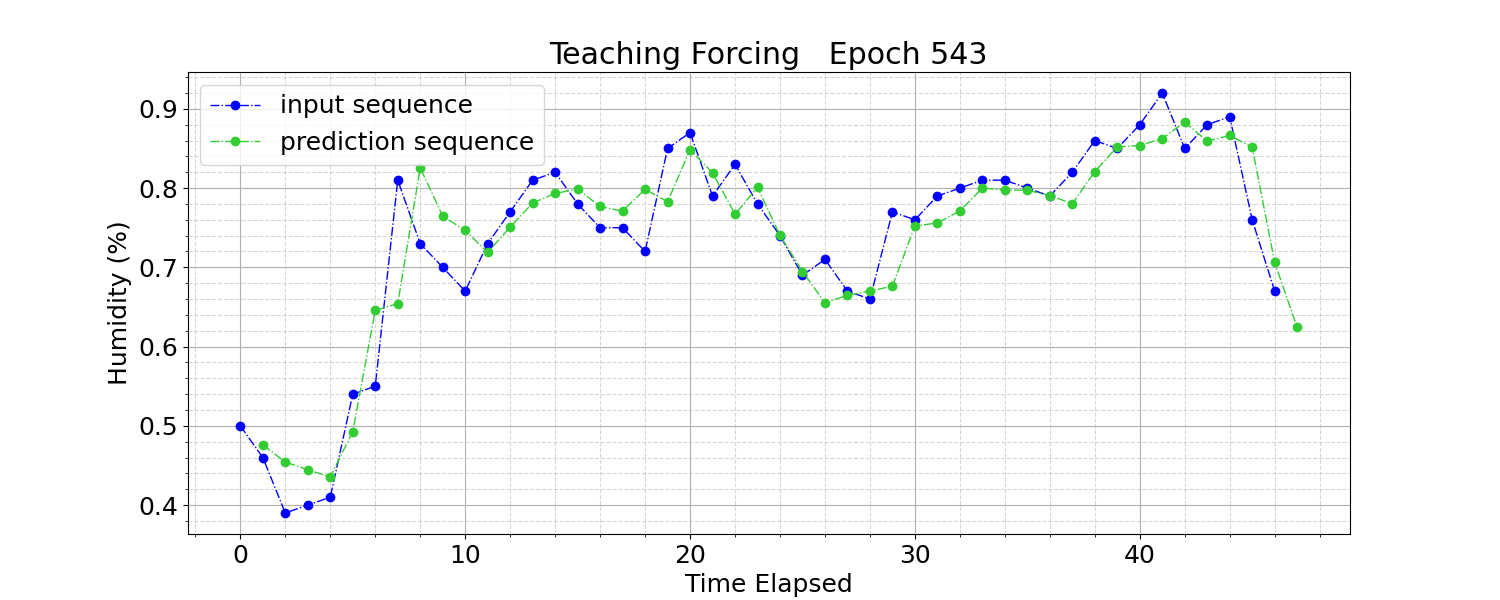 Teaching Forcing   Epoch 543
input sequence
prediction sequence
Humidity (%)
0.9
0.8
0.7
0.6
0.5
0.4
0 10 20 30 40
Time Elapsed